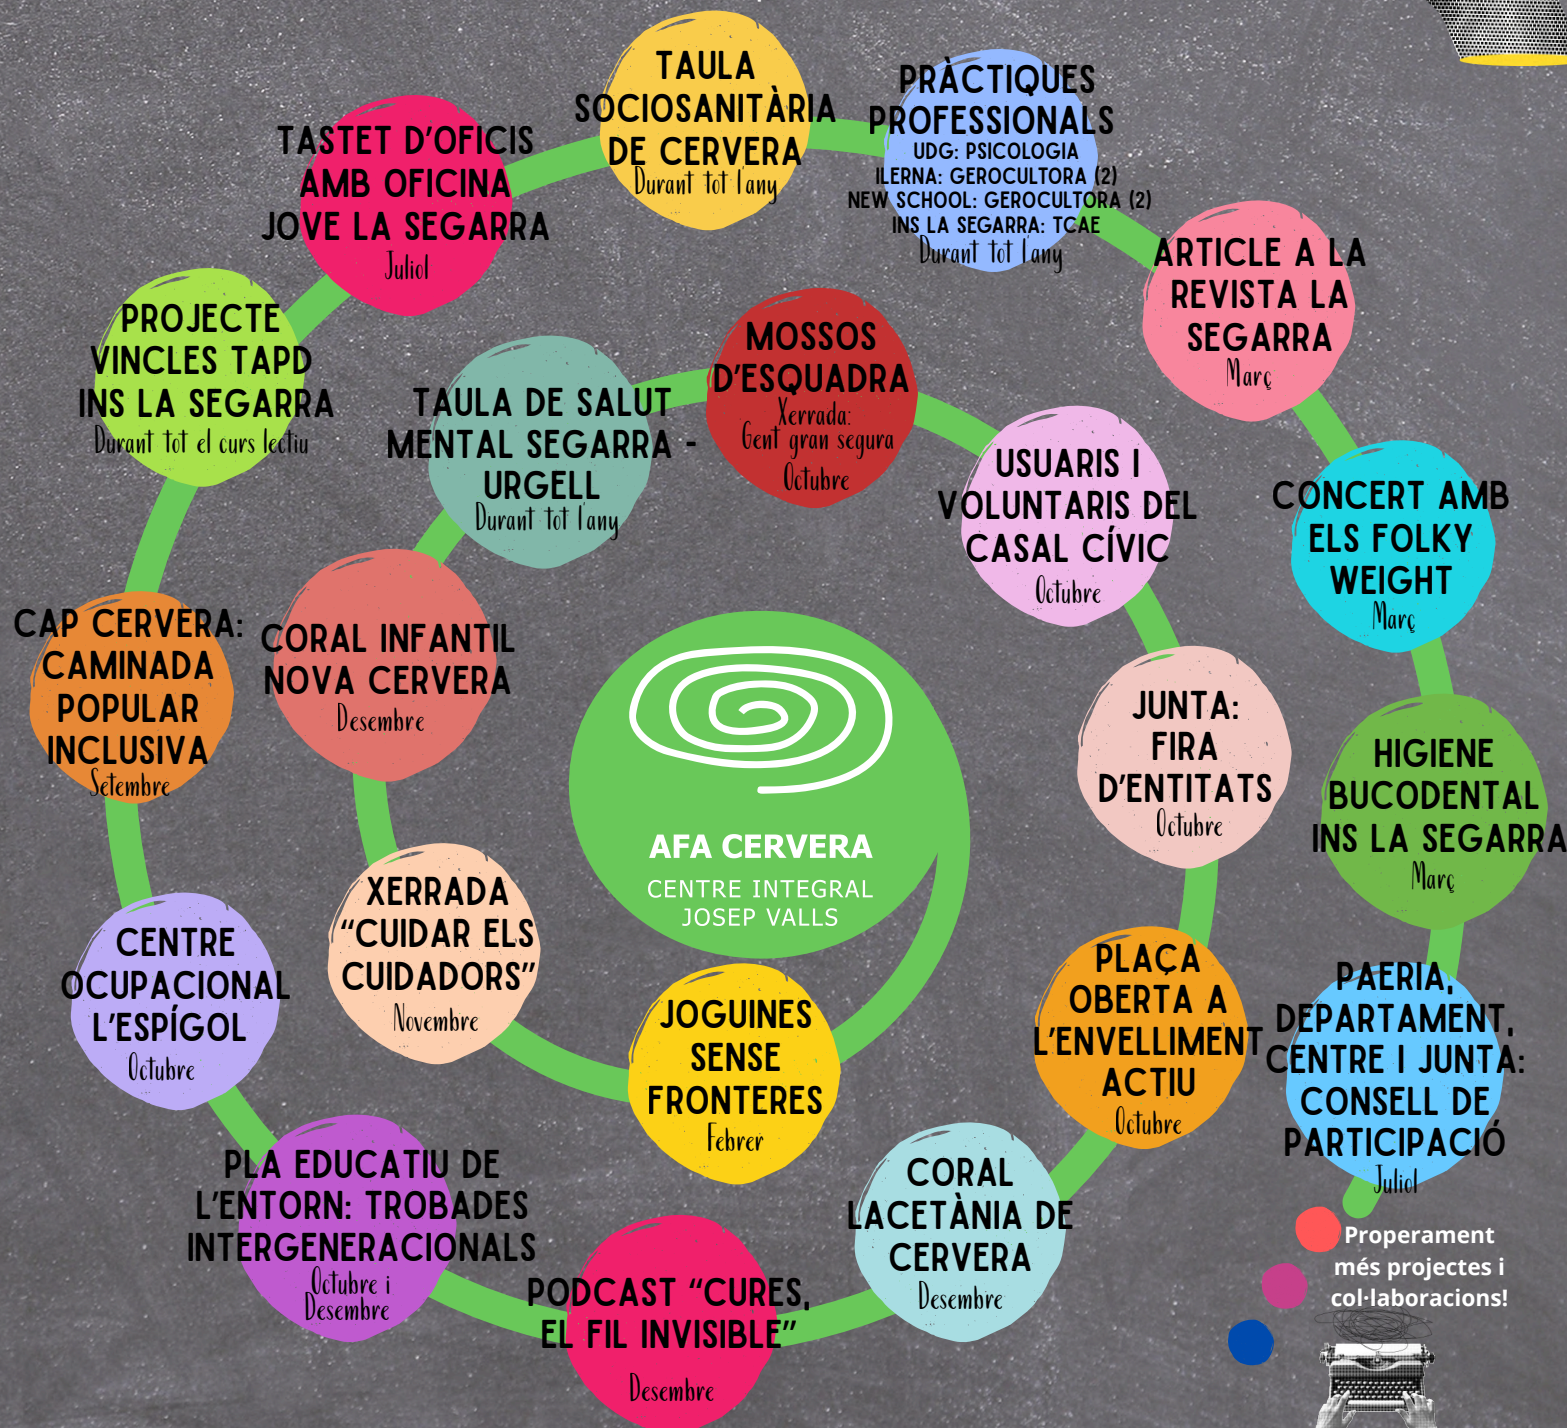 TAULA
SOCIOSANITÀRIA
DE CERVERA
Durant tot l'any
PRÀCTIQUES
PROFESSIONALS
UDG: PSICOLOGIA
ILERNA: GEROCULTORA (2)
NEW SCHOOL: GEROCULTORA (2)
INS LA SEGARRA: TCAE
Durant tot l'any
TASTET D'OFICIS
AMB OFICINA
JOVE LA SEGARRA
Juliol
ARTICLE A LA
REVISTA LA
SEGARRA
Març
PROJECTE
VINCLES TAPD
INS LA SEGARRA
Durant tot el curs lectiu
TAULA DE SALUT
MENTAL SEGARRA -
URGELL
Durant tot l'any
MOSSOS
D'ESQUADRA
Xerrada:
Gent gran segura
Octubre
USUARIS I
VOLUNTARIS DEL
CASAL CÍVIC
Octubre
CONCERT AMB
ELS FOLKY
WEIGHT
Març
CAP CERVERA:
CAMINADA
POPULAR
INCLUSIVA
Setembre
CORAL INFANTIL
NOVA CERVERA
Desembre
JUNTA:
FIRA
D'ENTITATS
Octubre
HIGIENE
BUCODENTAL
INS LA SEGARRA
Març
AFA CERVERA
CENTRE INTEGRAL
JOSEP VALLS
XERRADA
“CUIDAR ELS
CUIDADORS”
Novembre
CENTRE
OCUPACIONAL
L'ESPÍGOL
Octubre
JOGUINES
SENSE
FRONTERES
Febrer
PLAÇA
OBERTA A
L'ENVELLIMENT
ACTIU
Octubre
PAERIA,
DEPARTAMENT,
CENTRE I JUNTA:
CONSELL DE
PARTICIPACIÓ
Juliol
PLA EDUCATIU DE
L'ENTORN: TROBADES
INTERGENERACIONALS
Octubre i
Desembre
CORAL
LACETÀNIA DE
CERVERA
Desembre
PODCAST “CURES,
EL FIL INVISIBLE”
Desembre
Properament
més projectes i
col·laboracions!